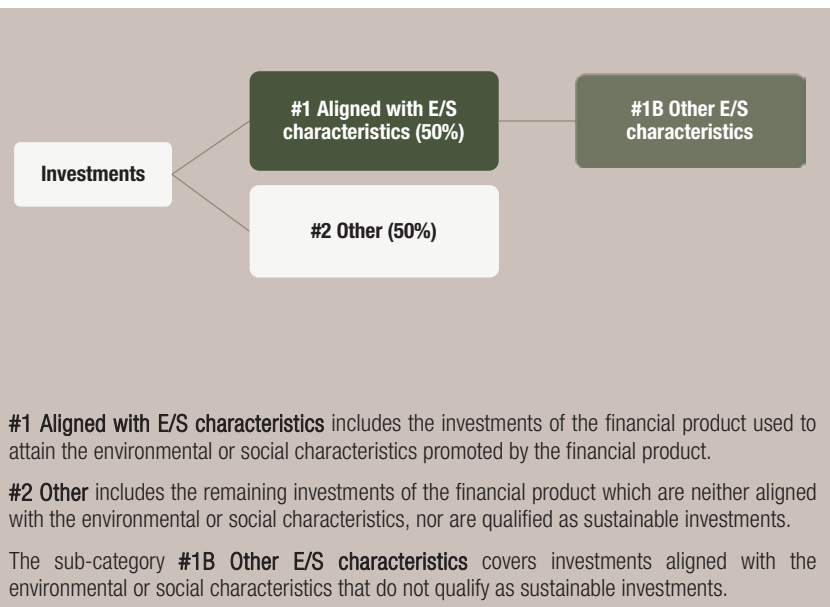 #1 Aligned with E/S
characteristics (50%)
#1B Other E/S
characteristics
Investments
#2 Other (50%)
#1 Aligned with E/S characteristics includes the investments of the financial product used to
attain the environmental or social characteristics promoted by the financial product.
#2 Other includes the remaining investments of the financial product which are neither aligned
with the environmental or social characteristics, nor are qualified as sustainable investments.
The sub-category #1B Other E/S characteristics covers investments aligned with the
environmental or social characteristics that do not qualify as sustainable investments.